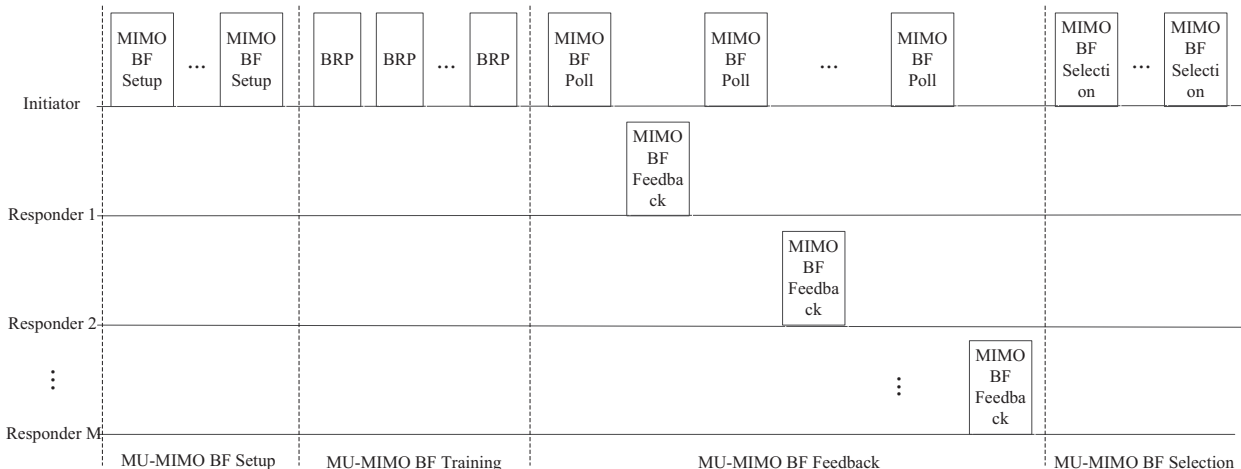 MIMO
BF
Setup
...
MIMO
BF
Setup
BRP
BRP
...
BRP
MIMO
BF
Poll
MIMO
BF
Poll
...
MIMO
BF
Poll
MIMO
BF
Selecti
on
...
MIMO
BF
Selecti
on
Initiator
MIMO
BF
Feedba
ck
Responder 1
MIMO
BF
Feedba
ck
Responder 2
MIMO
BF
Feedba
ck
Responder M
MU-MIMO BF Setup
MU-MIMO BF Training
MU-MIMO BF Feedback
MU-MIMO BF Selection